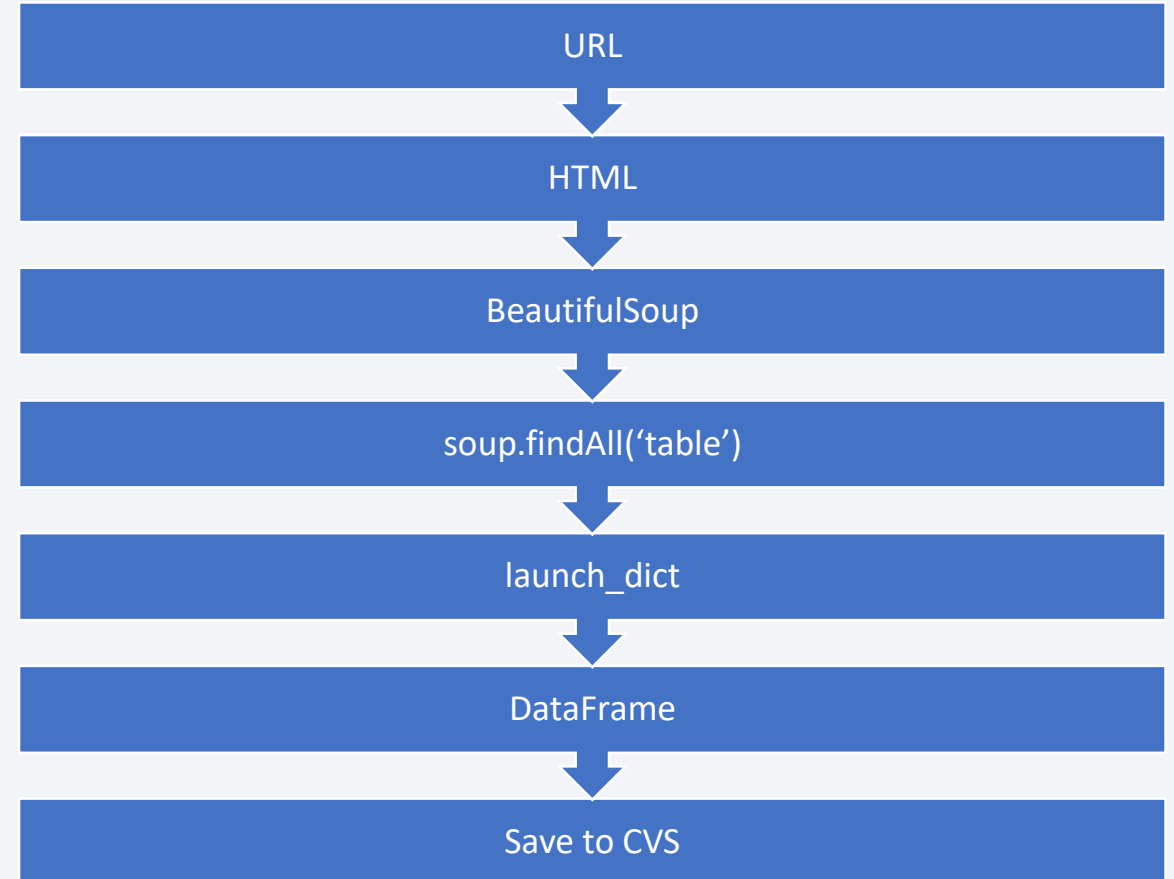 URL
HTML
BeautifulSoup
soup.findAll(‘table’)
launch_dict
DataFrame
Save to CVS